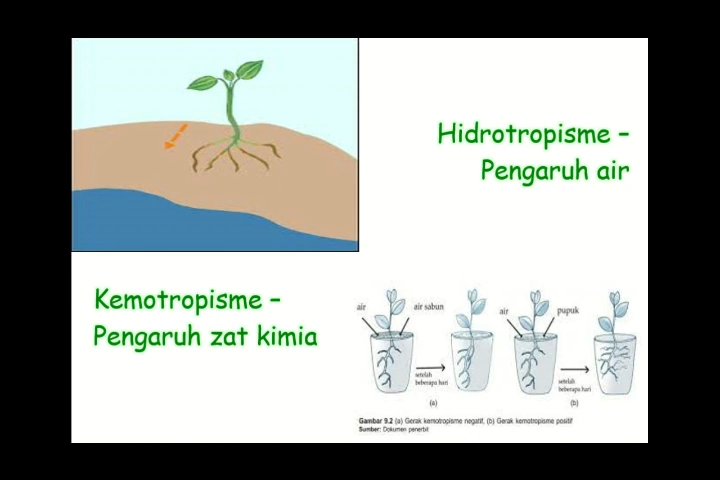 Hidrotropisme –
Pengaruh air
Kemotropisme –
Pengaruh zat kimia
air
air sabun
setelah
beberapa hari
(a)
air
pupuk
setelah
beberapa hari
(b)
Gambar 9.2 (a) Gerak kemotropisme negatif, (b) Gerak kemotropisme positif
Sumber: Dokumen penerbit